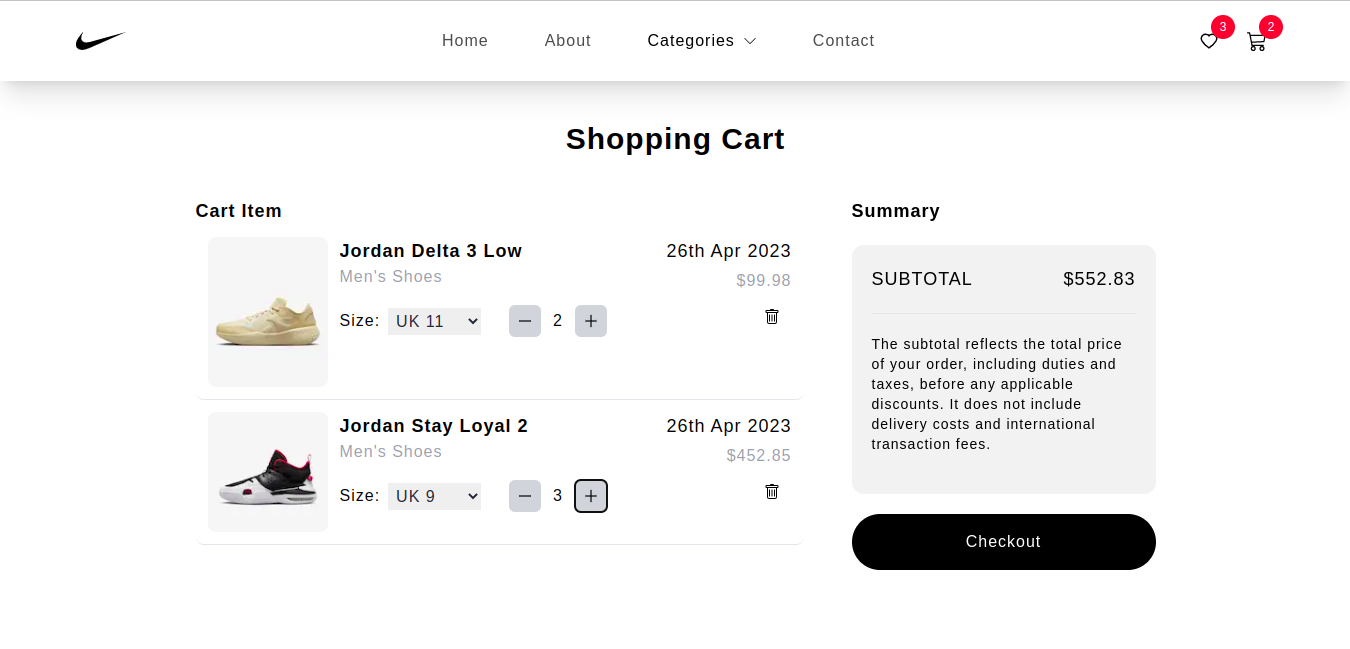 Home
About
Categories
Contact
3
2
Shopping Cart
Cart Item
Jordan Delta 3 Low
26th Apr 2023
Men's Shoes
$99.98
Size: UK 11
2
Jordan Stay Loyal 2
26th Apr 2023
Men's Shoes
$452.85
Size: UK 9
3
Summary
SUBTOTAL $552.83
The subtotal reflects the total price
of your order, including duties and
taxes, before any applicable
discounts. It does not include
delivery costs and international
transaction fees.
Checkout